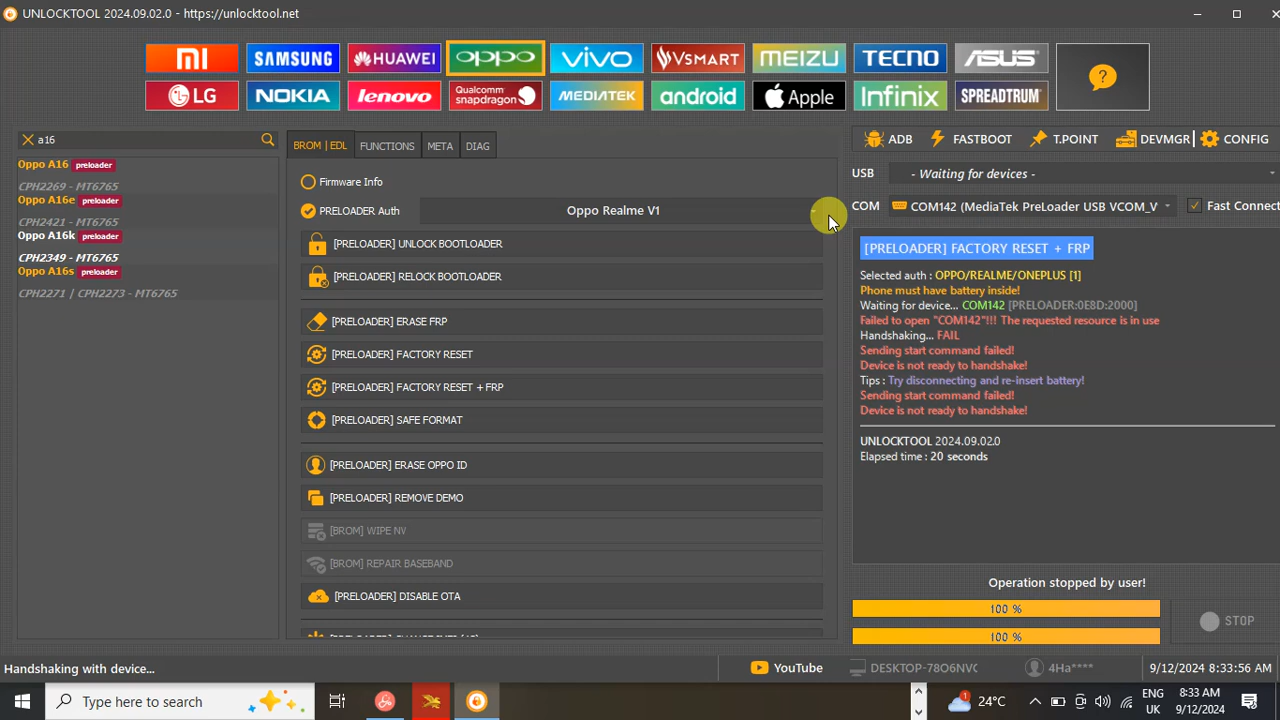 UNLOCKTOOL 2024.09.02.0 - https://unlocktool.net
mi SAMSUNG HUAWEI oppo vivo VSMART MEIZU TECNO ASUS
LG NOKIA lenovo Qualcomm snapdragon MEDIATEK android Apple Infinix SPREADTRUM
?
a16
Oppo A16 preloader
CPH2269 - MT6765
Oppo A16e preloader
CPH2421 - MT6765
Oppo A16k preloader
CPH2349 - MT6765
Oppo A16s preloader
CPH2271 | CPH2273 - MT6765
BROM | EDL FUNCTIONS META DIAG
Firmware Info
PRELOADER Auth Oppo Realme V1
[PRELOADER] UNLOCK BOOTLOADER
[PRELOADER] RELOCK BOOTLOADER
[PRELOADER] ERASE FRP
[PRELOADER] FACTORY RESET
[PRELOADER] FACTORY RESET + FRP
[PRELOADER] SAFE FORMAT
[PRELOADER] ERASE OPPO ID
[PRELOADER] REMOVE DEMO
[BROM] WIPE NV
[BROM] REPAIR BASEBAND
[PRELOADER] DISABLE OTA
ADB FASTBOOT T.POINT DEVMGR CONFIG
USB - Waiting for devices -
COM COM142 (MediaTek PreLoader USB VCOM_V Fast Connect
[PRELOADER] FACTORY RESET + FRP
Selected auth : OPPO/REALME/ONEPLUS [1]
Phone must have battery inside!
Waiting for device... COM142 [PRELOADER:0E8D:2000]
Failed to open "COM142"!!! The requested resource is in use
Handshaking... FAIL
Sending start command failed!
Device is not ready to handshake!
Tips : Try disconnecting and re-insert battery!
Sending start command failed!
Device is not ready to handshake!
UNLOCKTOOL 2024.09.02.0
Elapsed time : 20 seconds
Operation stopped by user!
100 %
100 %
STOP
Handshaking with device... YouTube DESKTOP-78O6NVC 4Ha**** 9/12/2024 8:33:56 AM
Type here to search
1
24°C
ENG
UK
8:33 AM
9/12/2024